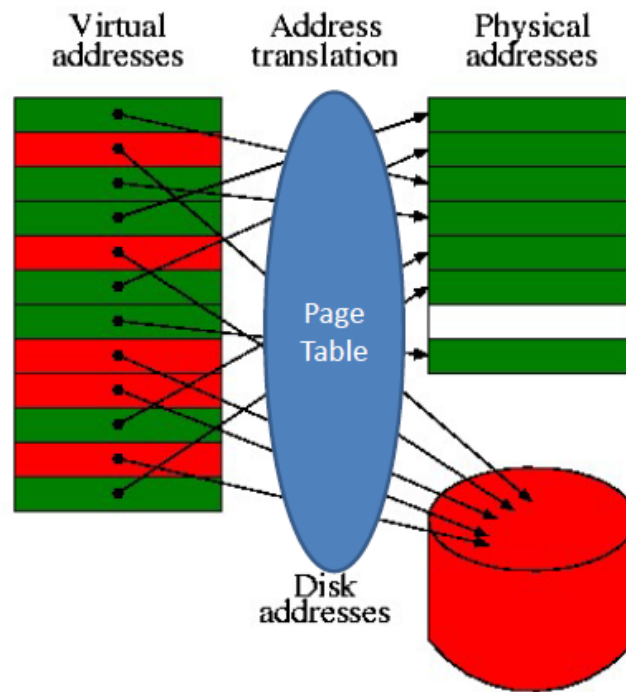 Virtual
addresses
Address
translation
Physical
addresses
Page
Table
Disk
addresses